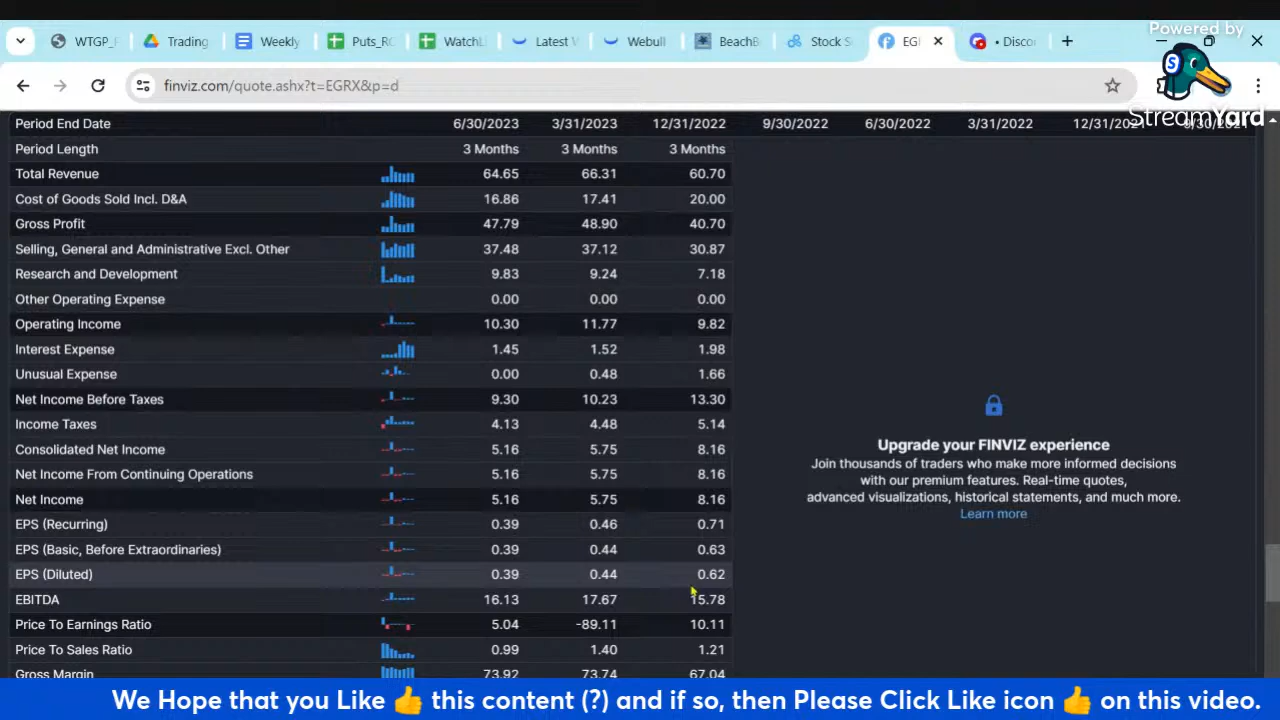 Powered by
WTGP_F
Trading
Weekly
Puts_RO
WatchLi
Latest V
Webull
BeachB
Stock S
EGI
• Disco
finviz.com/quote.ashx?t=EGRX&p=d
StreamYard
Period End Date 6/30/2023 3/31/2023 12/31/2022 9/30/2022 6/30/2022 3/31/2022 12/31/2021 9/30/2021
Period Length 3 Months 3 Months 3 Months
Total Revenue 64.65 66.31 60.70
Cost of Goods Sold Incl. D&A 16.86 17.41 20.00
Gross Profit 47.79 48.90 40.70
Selling, General and Administrative Excl. Other 37.48 37.12 30.87
Research and Development 9.83 9.24 7.18
Other Operating Expense 0.00 0.00 0.00
Operating Income 10.30 11.77 9.82
Interest Expense 1.45 1.52 1.98
Unusual Expense 0.00 0.48 1.66
Net Income Before Taxes 9.30 10.23 13.30
Income Taxes 4.13 4.48 5.14
Consolidated Net Income 5.16 5.75 8.16
Net Income From Continuing Operations 5.16 5.75 8.16
Net Income 5.16 5.75 8.16
EPS (Recurring) 0.39 0.46 0.71
EPS (Basic, Before Extraordinaries) 0.39 0.44 0.63
EPS (Diluted) 0.39 0.44 0.62
EBITDA 16.13 17.67 15.78
Price To Earnings Ratio 5.04 -89.11 10.11
Price To Sales Ratio 0.99 1.40 1.21
Gross Margin 73.92 73.74 67.04
Upgrade your FINVIZ experience
Join thousands of traders who make more informed decisions
with our premium features. Real-time quotes,
advanced visualizations, historical statements, and much more.
Learn more
We Hope that you Like 👍 this content (?) and if so, then Please Click Like icon 👍 on this video.